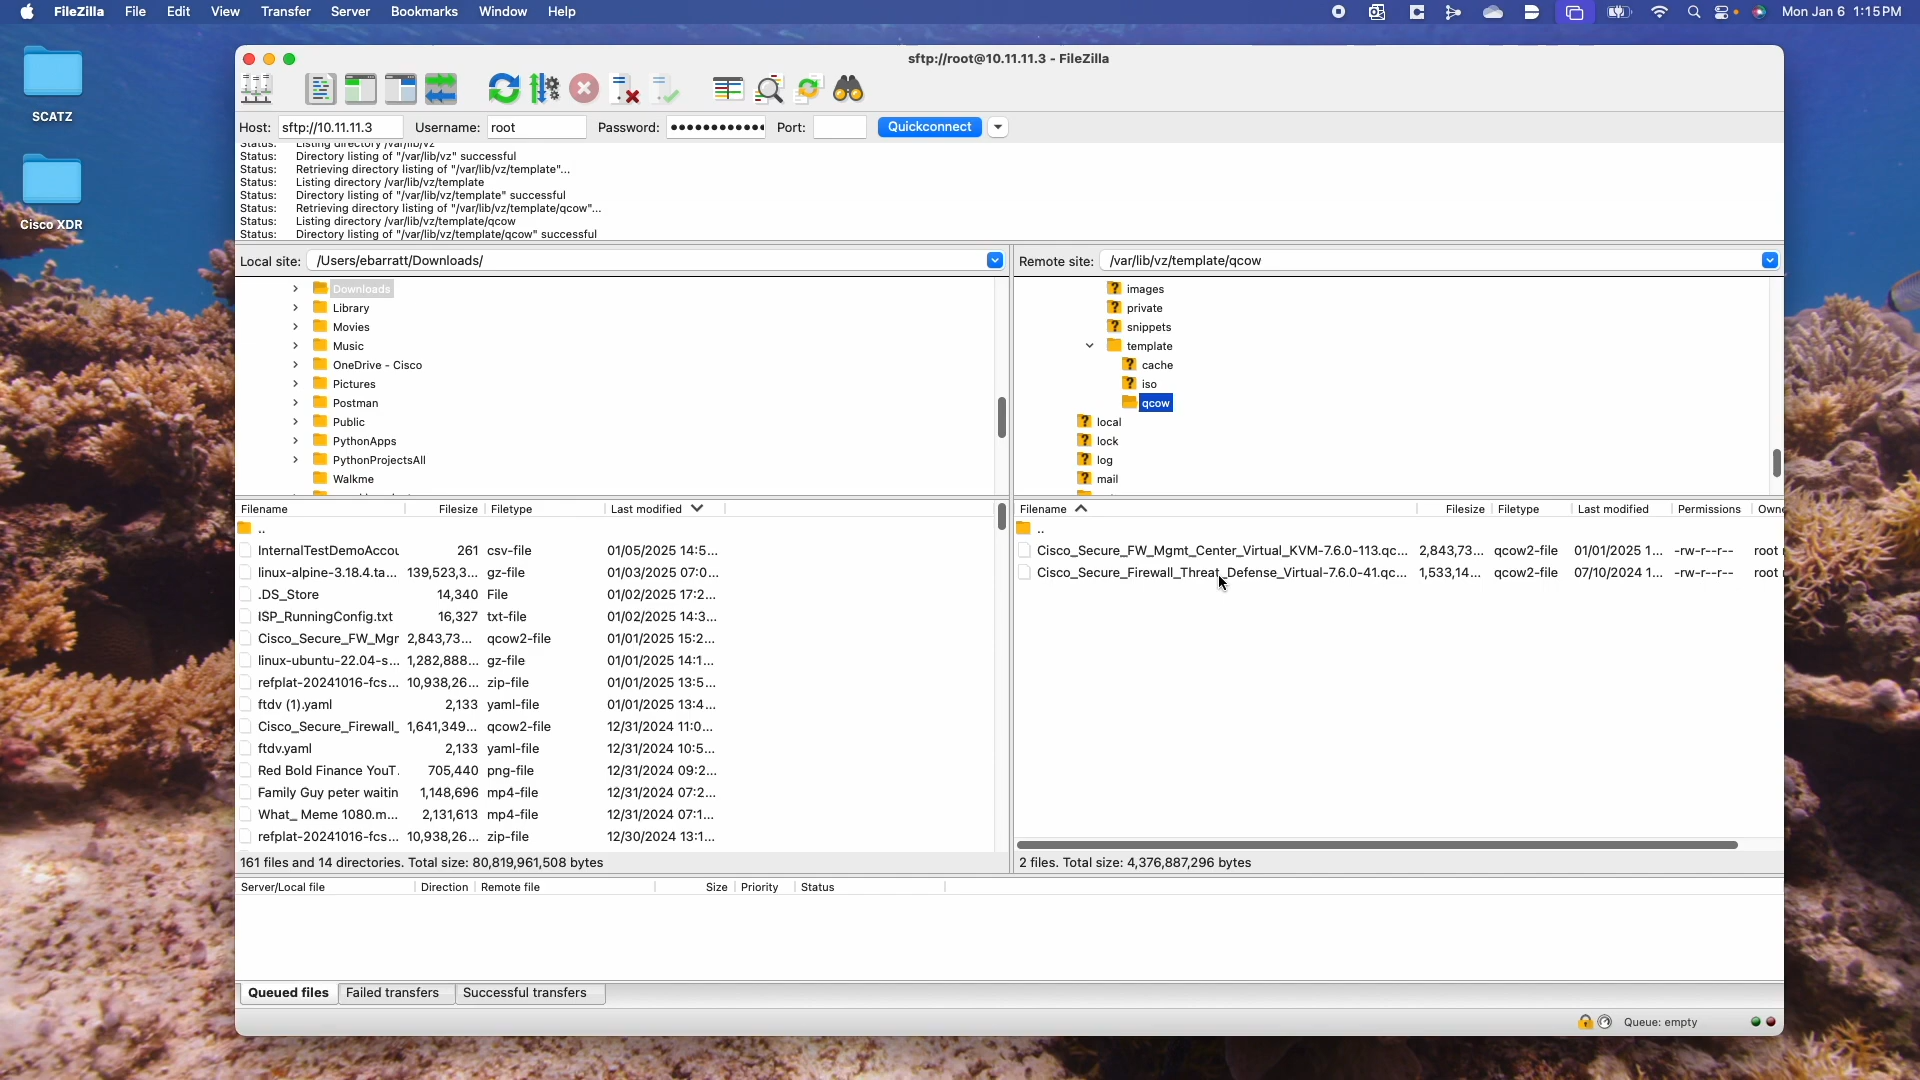 FileZilla File Edit View Transfer Server Bookmarks Window Help Mon Jan 6 1:15 PM
SCATZ
Cisco XDR
sftp://root@10.11.11.3 - FileZilla
Host: sftp://10.11.11.3 Username: root Password: •••••••••••• Port: Quickconnect
Status: Listing directory /var/lib/vz
Status: Directory listing of "/var/lib/vz" successful
Status: Retrieving directory listing of "/var/lib/vz/template"...
Status: Listing directory /var/lib/vz/template
Status: Directory listing of "/var/lib/vz/template" successful
Status: Retrieving directory listing of "/var/lib/vz/template/qcow"...
Status: Listing directory /var/lib/vz/template/qcow
Status: Directory listing of "/var/lib/vz/template/qcow" successful
Local site: /Users/ebarratt/Downloads/
Downloads
Library
Movies
Music
OneDrive - Cisco
Pictures
Postman
Public
PythonApps
PythonProjectsAll
Walkme
Remote site: /var/lib/vz/template/qcow
images
private
snippets
template
cache
iso
qcow
local
lock
log
mail
Filename Filesize Filetype Last modified
..
InternalTestDemoAccou 261 csv-file 01/05/2025 14:5...
linux-alpine-3.18.4.ta... 139,523,3... gz-file 01/03/2025 07:0...
.DS_Store 14,340 File 01/02/2025 17:2...
ISP_RunningConfig.txt 16,327 txt-file 01/02/2025 14:3...
Cisco_Secure_FW_Mgr 2,843,73... qcow2-file 01/01/2025 15:2...
linux-ubuntu-22.04-s... 1,282,888... gz-file 01/01/2025 14:1...
refplat-20241016-fcs... 10,938,26... zip-file 01/01/2025 13:5...
ftdv (1).yaml 2,133 yaml-file 01/01/2025 13:4...
Cisco_Secure_Firewall_ 1,641,349... qcow2-file 12/31/2024 11:0...
ftdv.yaml 2,133 yaml-file 12/31/2024 10:5...
Red Bold Finance YouT. 705,440 png-file 12/31/2024 09:2...
Family Guy peter waitin 1,148,696 mp4-file 12/31/2024 07:2...
What_ Meme 1080.m... 2,131,613 mp4-file 12/31/2024 07:1...
refplat-20241016-fcs... 10,938,26... zip-file 12/30/2024 13:1...
161 files and 14 directories. Total size: 80,819,961,508 bytes
Filename Filesize Filetype Last modified Permissions Owne
..
Cisco_Secure_FW_Mgmt_Center_Virtual_KVM-7.6.0-113.qc... 2,843,73... qcow2-file 01/01/2025 1... -rw-r--r-- root
Cisco_Secure_Firewall_Threat_Defense_Virtual-7.6.0-41.qc... 1,533,14... qcow2-file 07/10/2024 1... -rw-r--r-- root
2 files. Total size: 4,376,887,296 bytes
Server/Local file Direction Remote file Size Priority Status
Queued files Failed transfers Successful transfers
Queue: empty